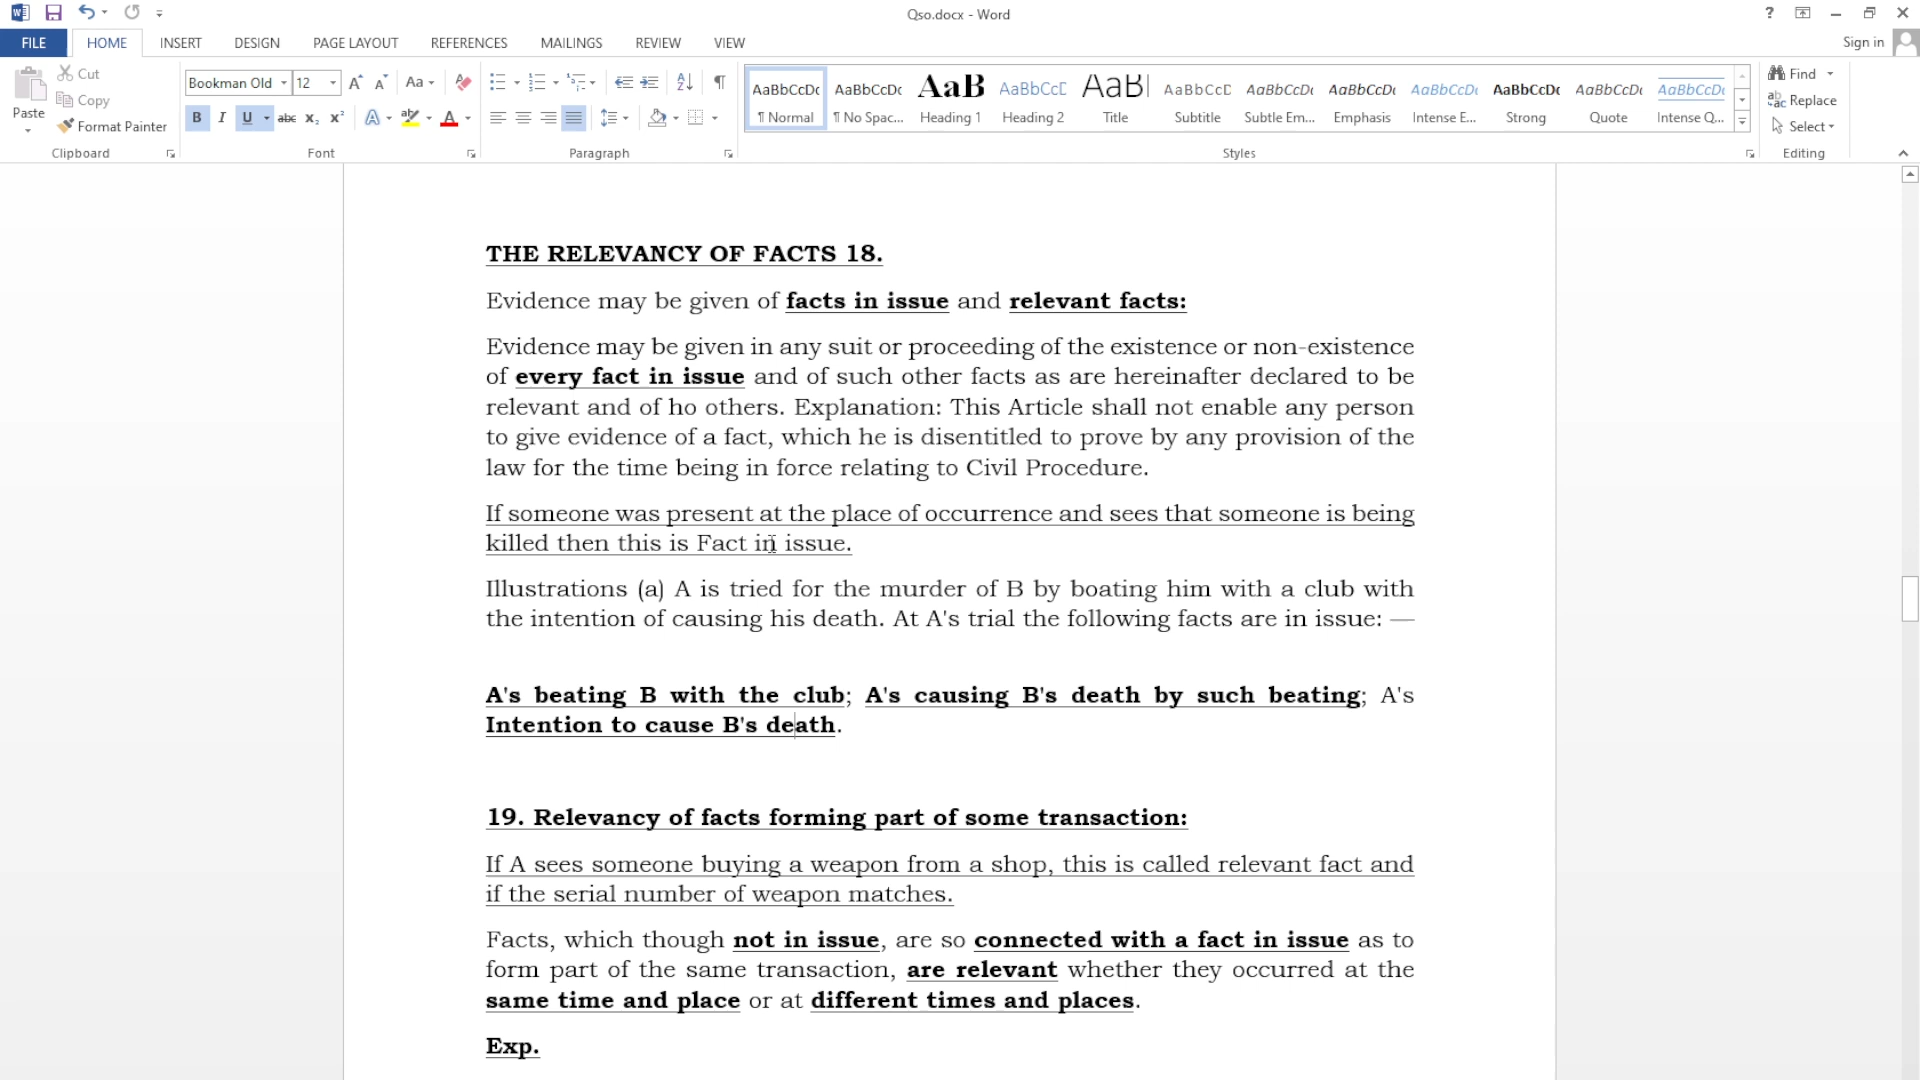 Qso.docx - Word
FILE HOME INSERT DESIGN PAGE LAYOUT REFERENCES MAILINGS REVIEW VIEW Sign in
Paste
Cut
Copy
Format Painter
Clipboard
Bookman Old 12
Font
Paragraph
AaBbCcDc AaBbCcDc AaB AaBbCcC AaB AaBbCcD AaBbCcDc AaBbCcDc AaBbCcDc AaBbCcDc AaBbCcDc AaBbCcDc
¶ Normal ¶ No Spac... Heading 1 Heading 2 Title Subtitle Subtle Em... Emphasis Intense E... Strong Quote Intense Q...
Styles
Find
Replace
Select
Editing
THE RELEVANCY OF FACTS 18.
Evidence may be given of facts in issue and relevant facts:
Evidence may be given in any suit or proceeding of the existence or non-existence
of every fact in issue and of such other facts as are hereinafter declared to be
relevant and of ho others. Explanation: This Article shall not enable any person
to give evidence of a fact, which he is disentitled to prove by any provision of the
law for the time being in force relating to Civil Procedure.
If someone was present at the place of occurrence and sees that someone is being
killed then this is Fact in issue.
Illustrations (a) A is tried for the murder of B by boating him with a club with
the intention of causing his death. At A's trial the following facts are in issue: —
A's beating B with the club; A's causing B's death by such beating; A's
Intention to cause B's death.
19. Relevancy of facts forming part of some transaction:
If A sees someone buying a weapon from a shop, this is called relevant fact and
if the serial number of weapon matches.
Facts, which though not in issue, are so connected with a fact in issue as to
form part of the same transaction, are relevant whether they occurred at the
same time and place or at different times and places.
Exp.